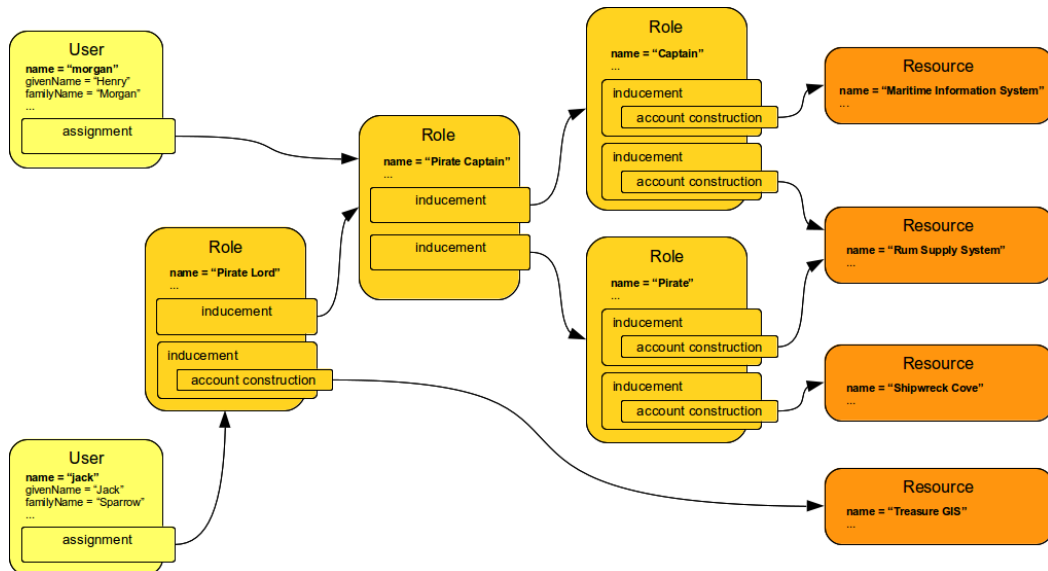 User
name = “morgan”
givenName = “Henry”
familyName = “Morgan”
...
assignment
Role
name = “Pirate Lord”
...
inducement
inducement
account construction
User
name = “jack”
givenName = “Jack”
familyName = “Sparrow”
...
assignment
Role
name = “Pirate Captain”
...
inducement
inducement
Role
name = “Captain”
...
inducement
account construction
inducement
account construction
Role
name = “Pirate”
...
inducement
account construction
inducement
account construction
Resource
name = “Maritime Information System”
...
Resource
name = “Rum Supply System”
...
Resource
name = “Shipwreck Cove”
...
Resource
name = “Treasure GIS”
...